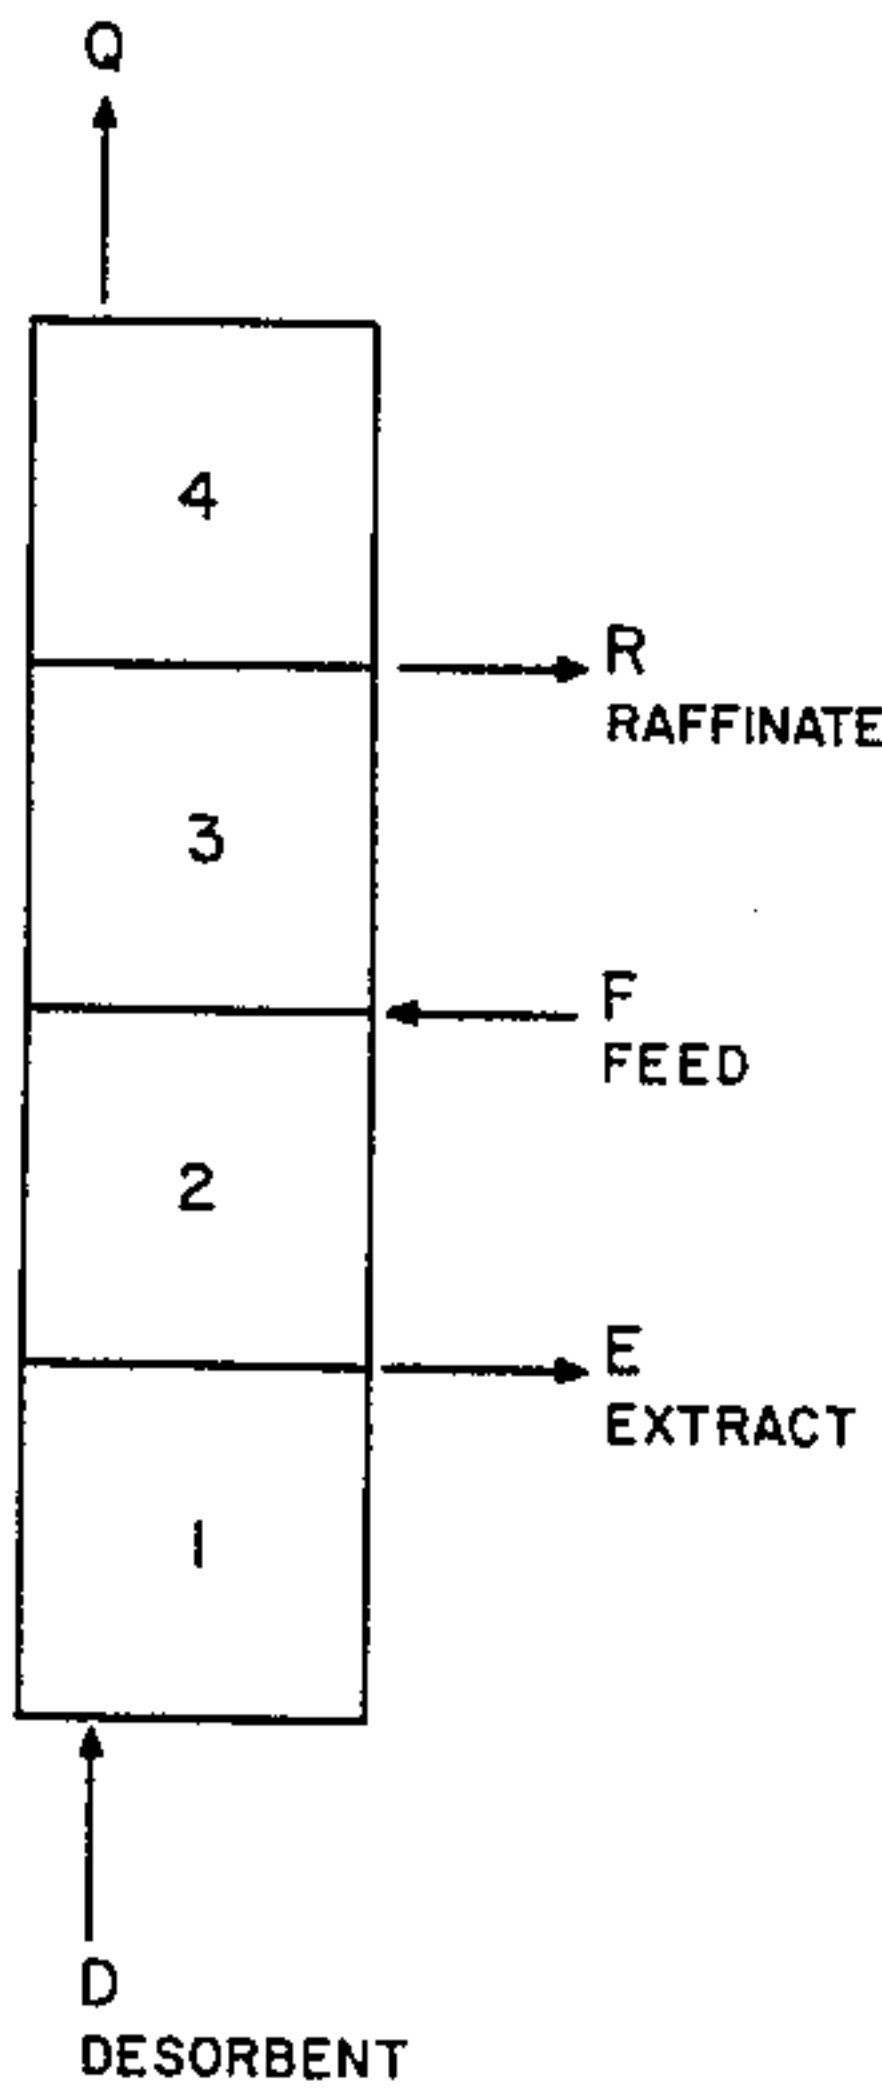 Q
4
R
RAFFINATE
3
F
FEED
2
E
EXTRACT
1
D
DESORBENT